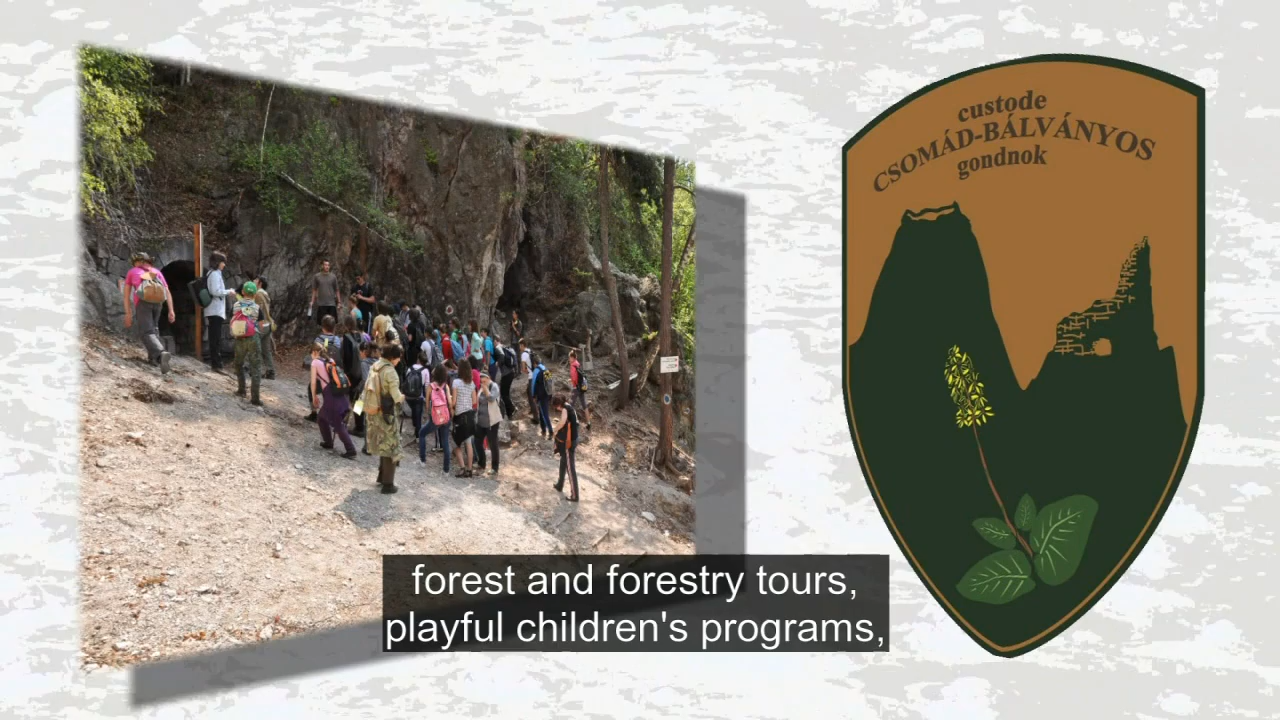 custode
CSOMÁD-BÁLVÁNYOS
gondnok
forest and forestry tours,
playful children's programs,